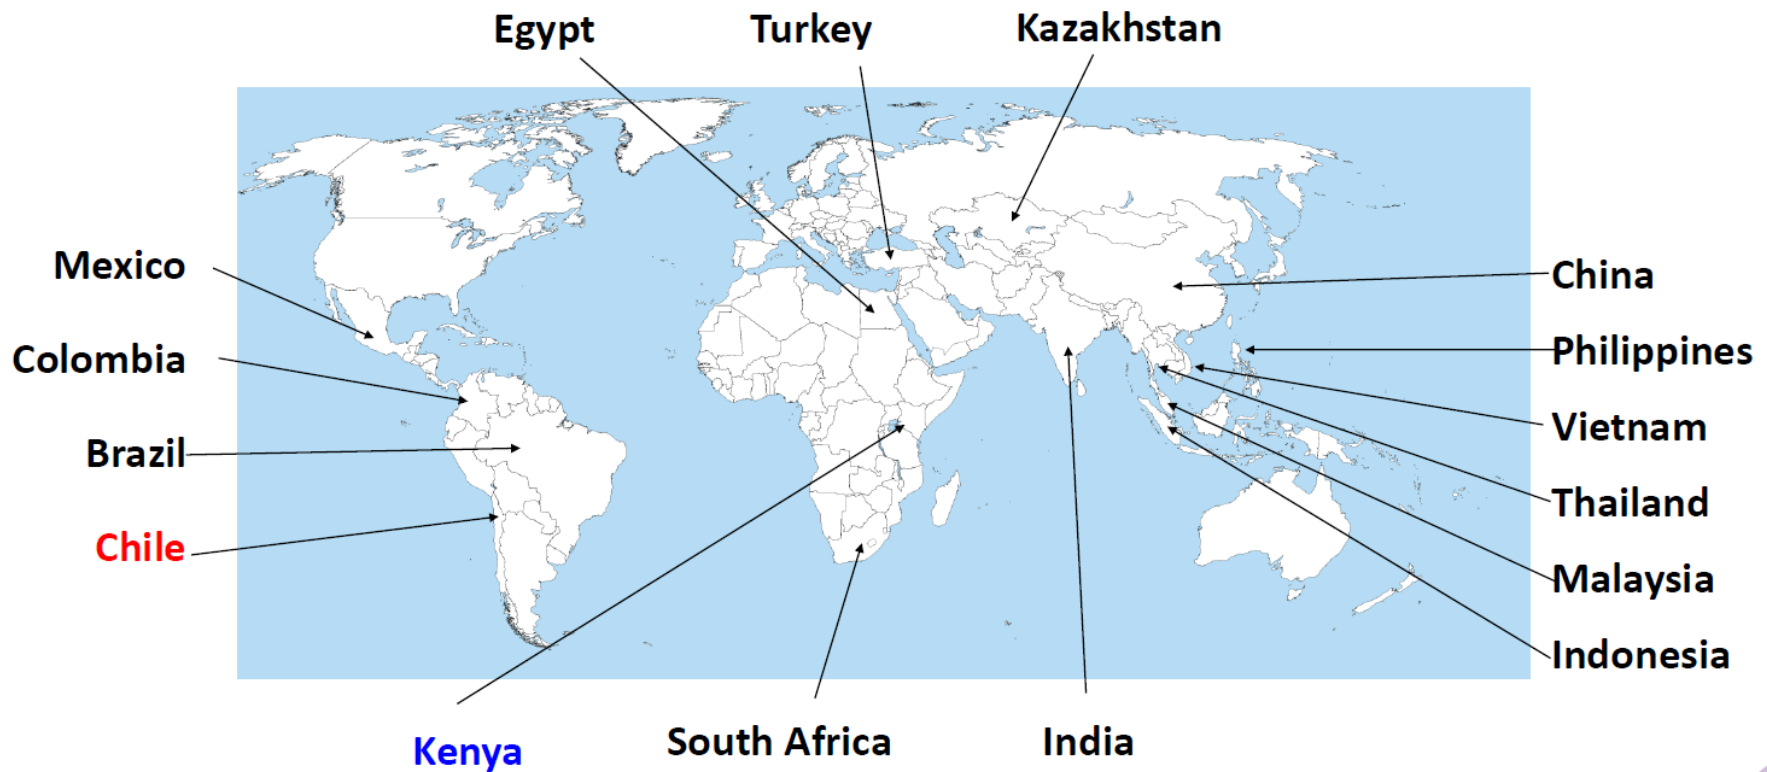 Egypt
Turkey
Kazakhstan
Mexico
China
Colombia
Philippines
Brazil
Vietnam
Chile
Thailand
Malaysia
Indonesia
Kenya
South Africa
India